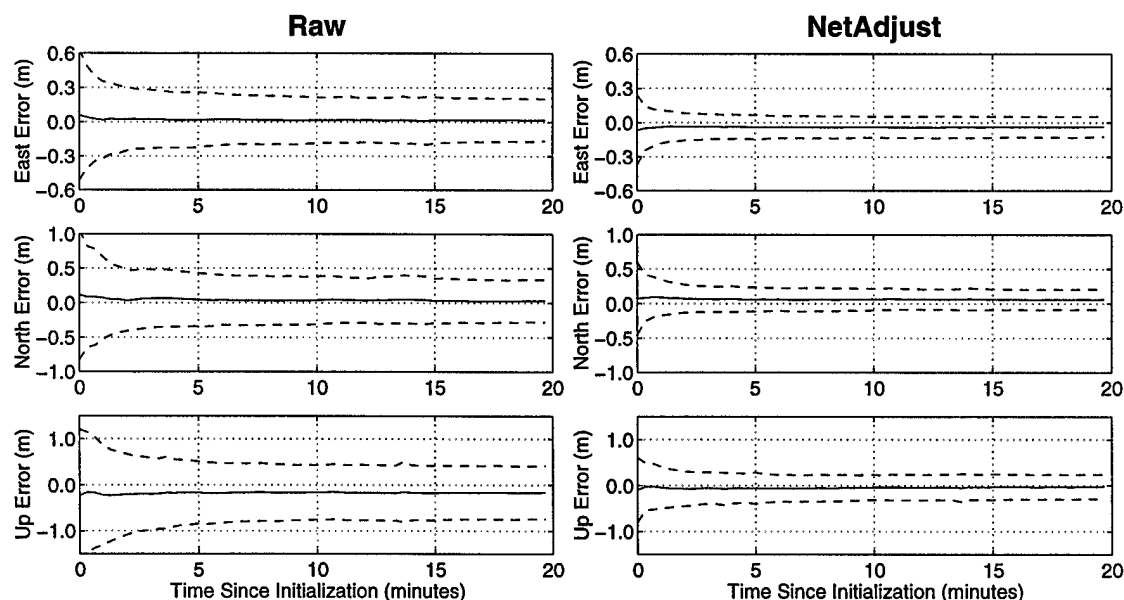 Raw
NetAdjust
East Error (m)
0.6
0.3
0.0
−0.3
−0.6
0 5 10 15 20
East Error (m)
0.6
0.3
0.0
−0.3
−0.6
0 5 10 15 20
North Error (m)
1.0
0.5
0.0
−0.5
−1.0
0 5 10 15 20
North Error (m)
1.0
0.5
0.0
−0.5
−1.0
0 5 10 15 20
Up Error (m)
1.0
0.0
−1.0
0 5 10 15 20
Time Since Initialization (minutes)
Up Error (m)
1.0
0.0
−1.0
0 5 10 15 20
Time Since Initialization (minutes)